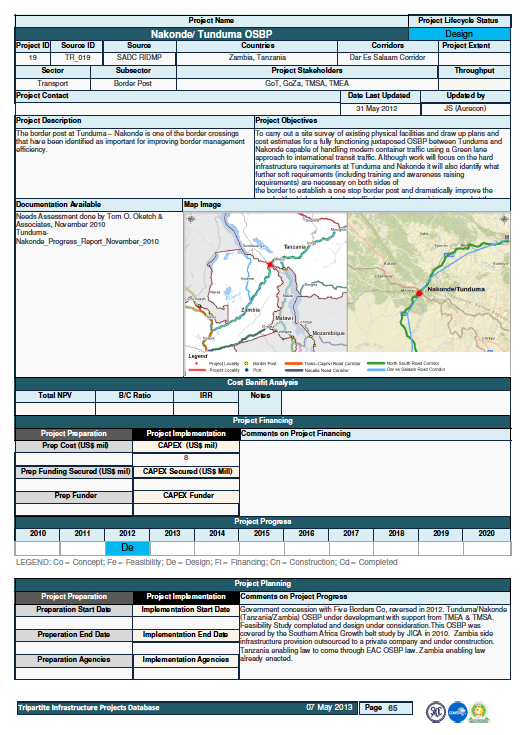 Project Name
Project Lifecycle Status
Nakonde/ Tunduma OSBP
Design
Project ID
Source ID
Source
Countries
Corridors
Project Extent
19
TR_019
SADC RIDMP
Zambia, Tanzania
Dar Es Salaam Corridor
Sector
Subsector
Project Stakeholders
Throughput
Transport
Border Post
GoT, GoZa, TMSA, TMEA
Project Contact
Date Last Updated
Updated by
31 May 2012
JS (Aurecon)
Project Description
Project Objectives
The border post at Tunduma – Nakonde is one of the border crossings
that have been identified as important for improving border management
efficiency.
To carry out a site survey of existing physical facilities and draw up plans and
cost estimates for a fully functioning juxtaposed OSBP between Tunduma and
Nakonde capable of handling modern container traffic using a Green lane
approach to international transit traffic. Although work will focus on the hard
infrastructure requirements at Tunduma and Nakonde it will also identify what
further soft requirements (including training and awareness raising
requirements) are necessary on both sides of
the border to establish a one stop border post and dramatically improve the
Documentation Available
Map Image
Needs Assessment done by Tom O. Oketch &
Associates, November 2010
Tunduma-
Nakonde_Progress_Report_November_2010
Tanzania
Zambia
Malawi
Mozambique
Nakonde/Tunduma
Legend
Project Locality
Border Post
Trans-Caprivi Road Corridor
North South Road Corridor
Project Locality
Port
Nacala Road Corridor
Dar es Salaam Road Corridor
Cost Benifit Analysis
Total NPV
B/C Ratio
IRR
Notes
Project Financing
Project Preparation
Project Implementation
Comments on Project Financing
Prep Cost (US$ mil)
CAPEX (US$ mil)
8
Prep Funding Secured (US$ mil)
CAPEX Secured (US$ Mill)
Prep Funder
CAPEX Funder
Project Progress
2010 2011 2012 2013 2014 2015 2016 2017 2018 2019 2020
De
LEGEND: Co = Concept; Fe = Feasibility; De = Design; Fi = Financing; Cn = Construction; Cd = Completed
Project Planning
Project Preparation
Project Implementation
Comments on Project Progress
Preparation Start Date
Implementation Start Date
Preparation End Date
Implementation End Date
Preparation Agencies
Implementation Agencies
Government concession with Five Borders Co, reversed in 2012. Tunduma/Nakonde
(Tanzania/Zambia) OSBP under development with support from TMEA & TMSA.
Feasibility Study completed and design under consideration.This OSBP was
covered by the Southern Africa Growth belt study by JICA in 2010. Zambia side
infrastructure provision outsourced to a private company and under construction.
Tanzania enabling law to come through EAC OSBP law. Zambia enabling law
already enacted.
Tripartite Infrastructure Projects Database
07 May 2013
Page 65